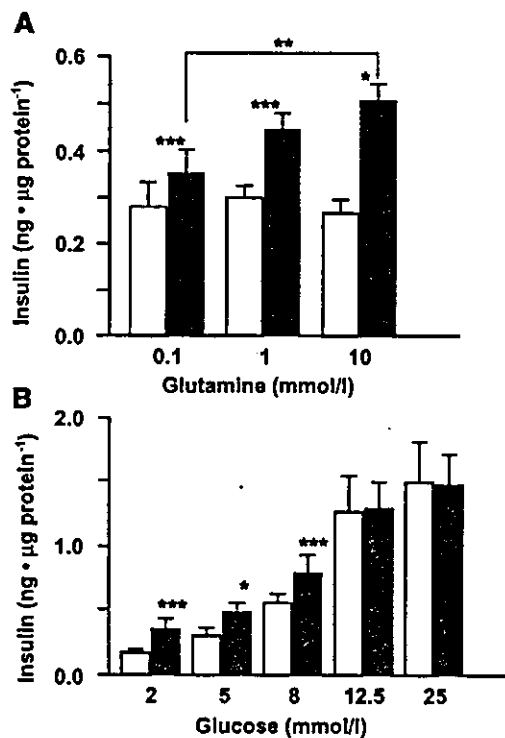 A
**
0.6
*
***
***
0.4
0.2
0.0
Insulin (ng • µg protein⁻¹)
0.1 1 10
Glutamine (mmol/l)
B
2.0
***
1.0
*
***
0.0
Insulin (ng • µg protein⁻¹)
2 5 8 12.5 25
Glucose (mmol/l)